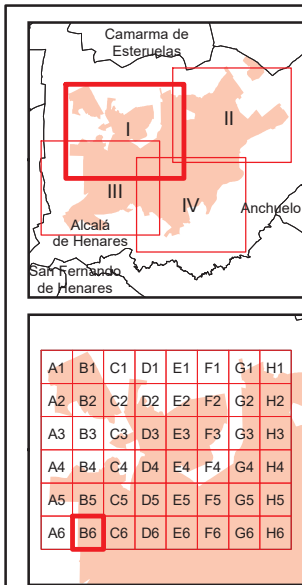 Camarma de
Esteruelas
I
II
III
IV
Anchuelo
Alcalá
de Henares
San Fernando
de Henares
A1 B1 C1 D1 E1 F1 G1 H1
A2 B2 C2 D2 E2 F2 G2 H2
A3 B3 C3 D3 E3 F3 G3 H3
A4 B4 C4 D4 E4 F4 G4 H4
A5 B5 C5 D5 E5 F5 G5 H5
A6 B6 C6 D6 E6 F6 G6 H6